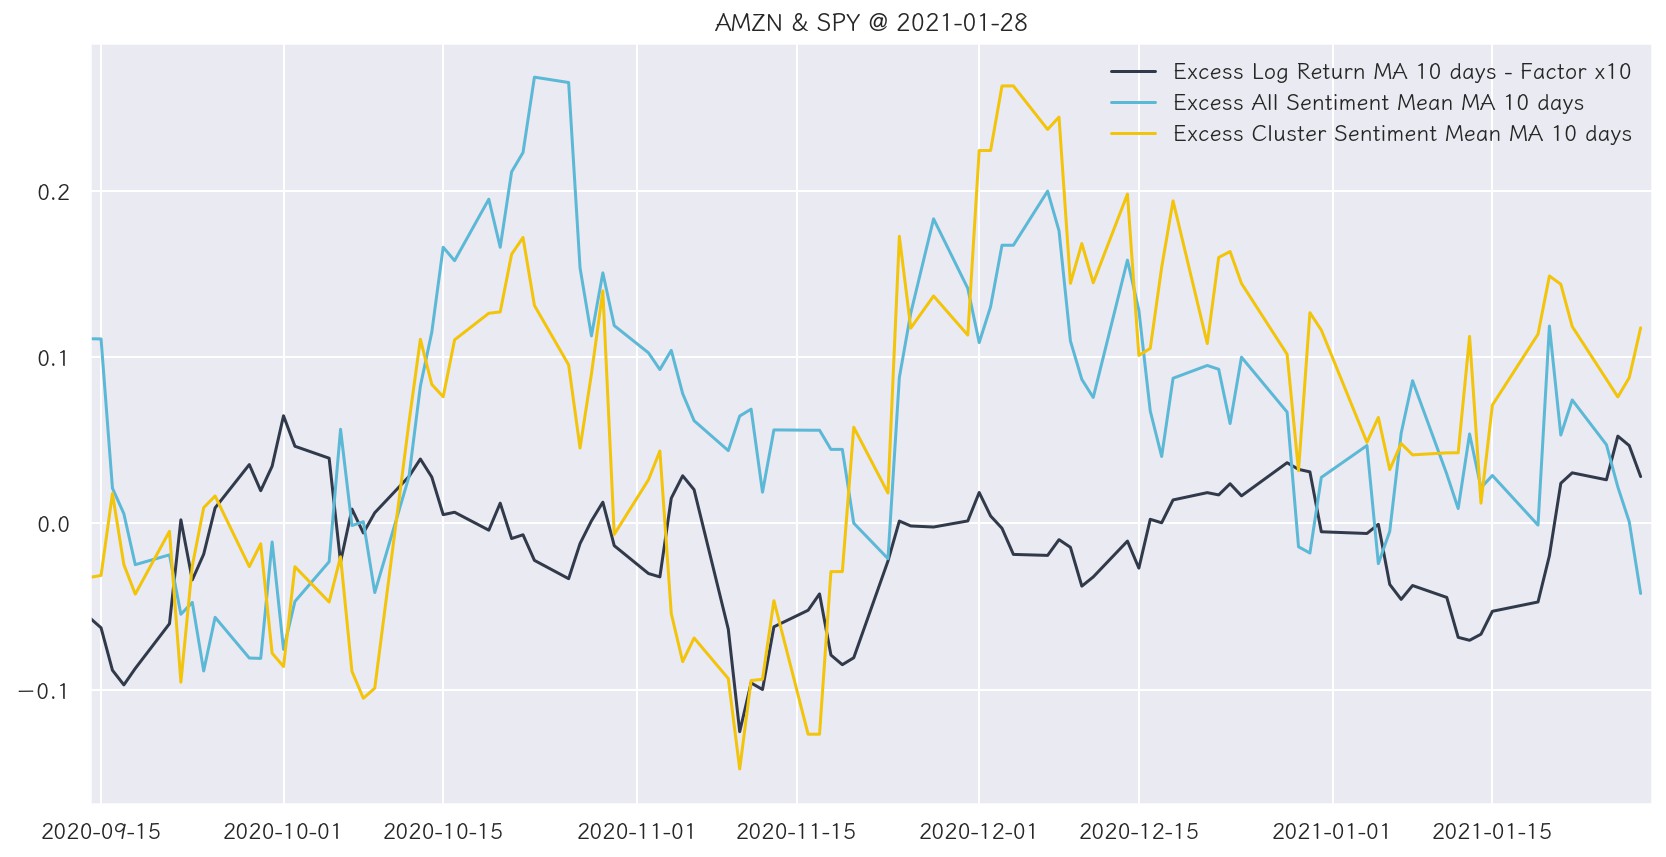 AMZN & SPY @ 2021-01-28
Excess Log Return MA 10 days - Factor x10
Excess All Sentiment Mean MA 10 days
Excess Cluster Sentiment Mean MA 10 days
0.2
0.1
0.0
−0.1
2020-09-15 2020-10-01 2020-10-15 2020-11-01 2020-11-15 2020-12-01 2020-12-15 2021-01-01 2021-01-15